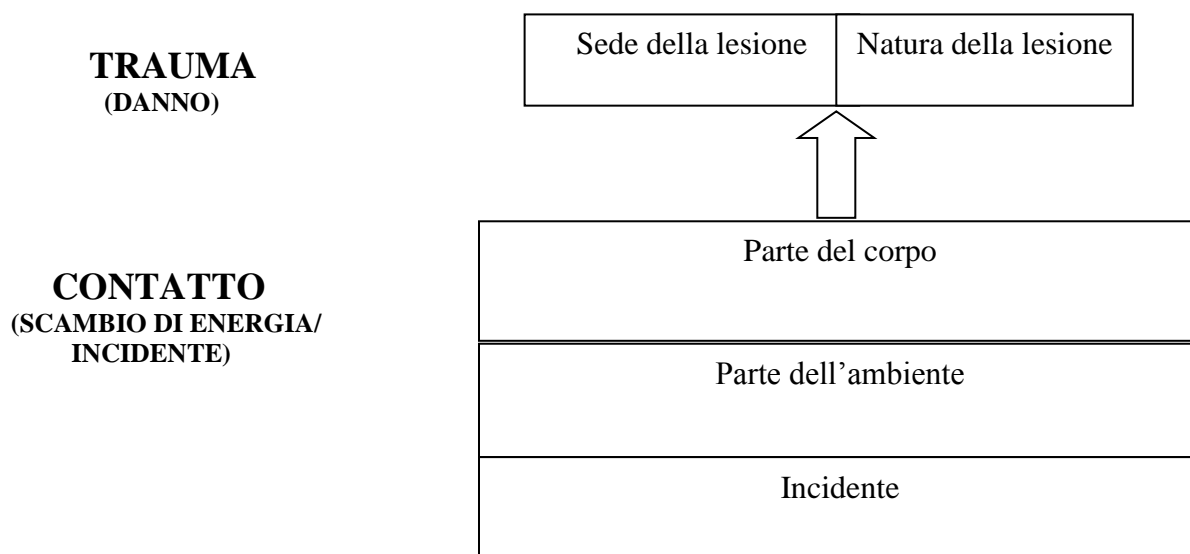 Sede della lesione
Natura della lesione
TRAUMA
(DANNO)
Parte del corpo
CONTATTO
(SCAMBIO DI ENERGIA/
INCIDENTE)
Parte dell’ambiente
Incidente